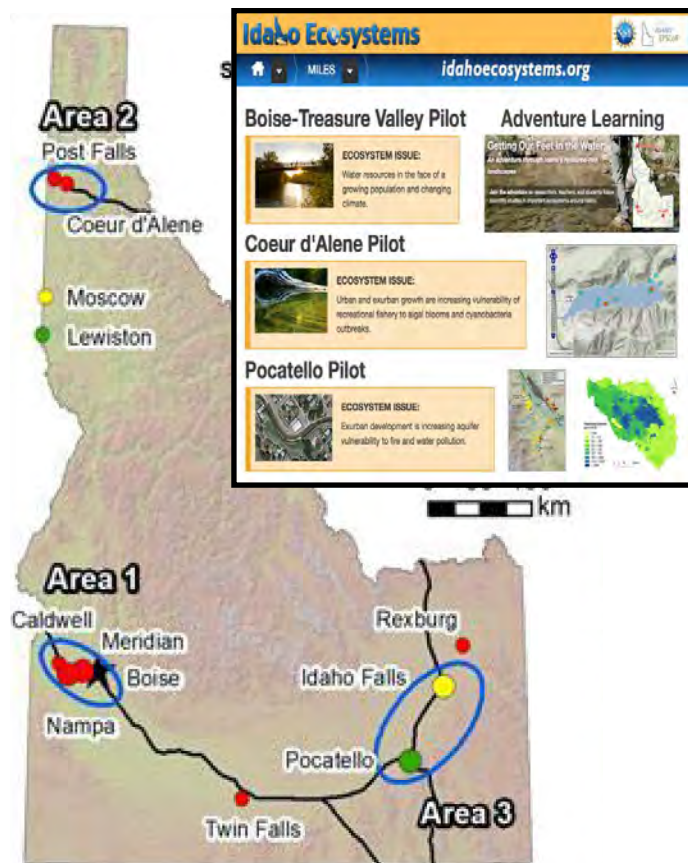 Idaho Ecosystems
MILES
idahoecosystems.org
Boise-Treasure Valley Pilot
ECOSYSTEM ISSUE:
Water resources in the face of a
growing population and changing
climate.
Adventure Learning
Getting Our Feet in the Water:
Coeur d'Alene Pilot
ECOSYSTEM ISSUE:
Urban and exurban growth are increasing vulnerability of
recreational fishery to algal blooms and cyanobacteria
outbreaks.
Pocatello Pilot
ECOSYSTEM ISSUE:
Exurban development is increasing aquifer
vulnerability to fire and water pollution.
Area 2
Post Falls
Coeur d'Alene
Moscow
Lewiston
km
Area 1
Caldwell
Meridian
Boise
Nampa
Rexburg
Idaho Falls
Pocatello
Area 3
Twin Falls